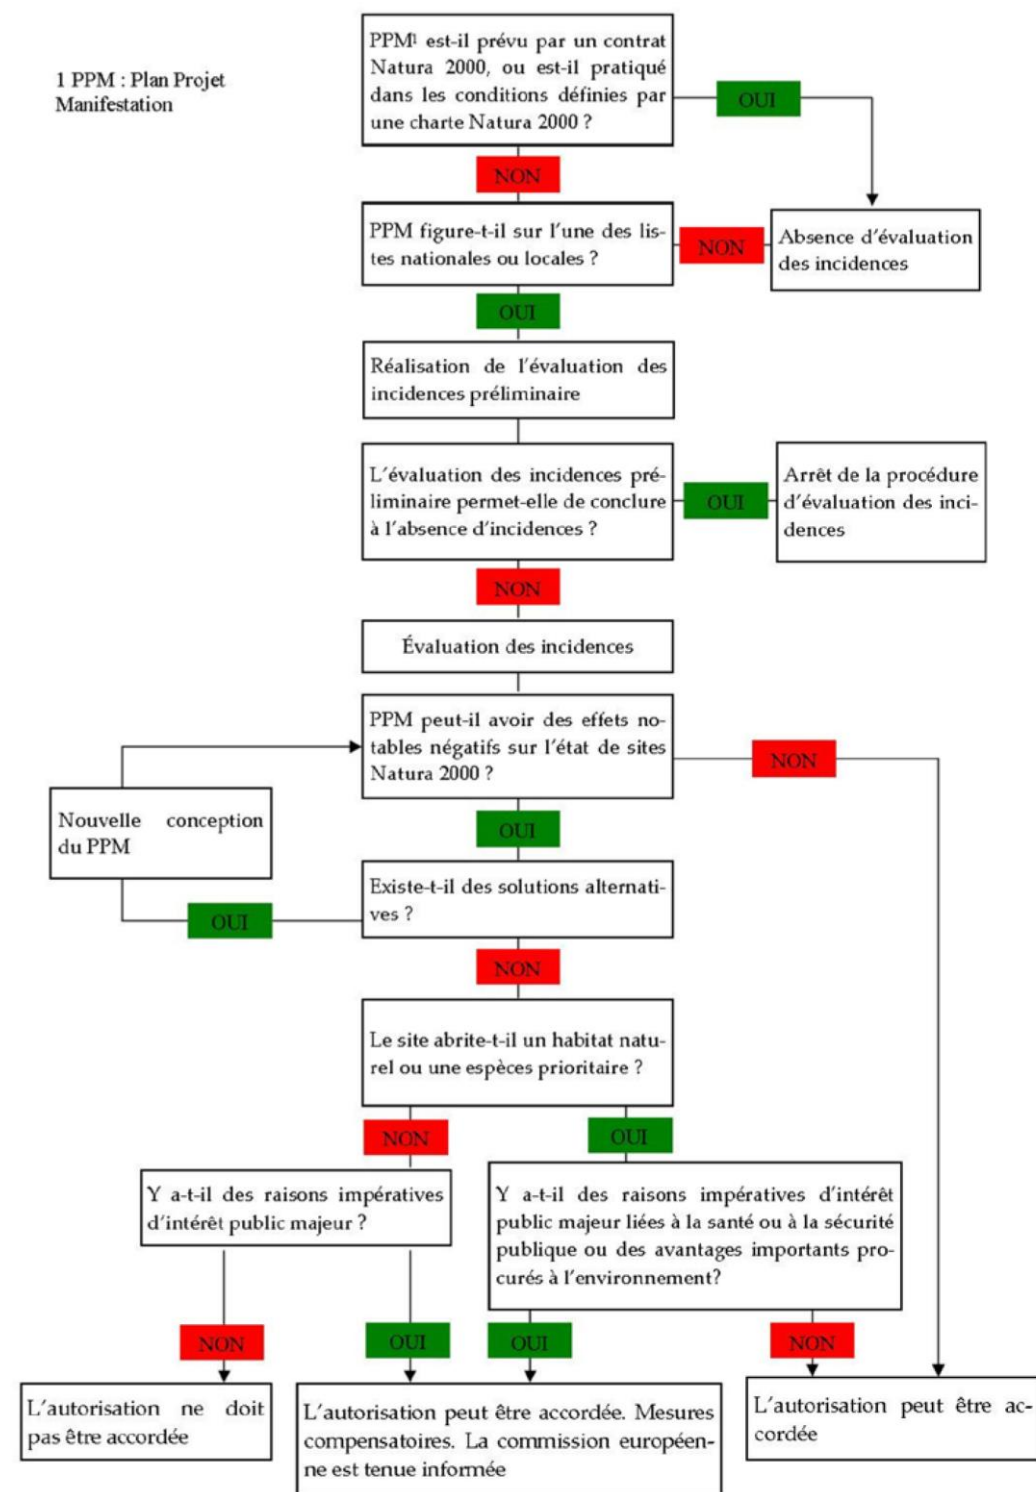 1 PPM : Plan Projet
Manifestation
PPM¹ est-il prévu par un contrat
Natura 2000, ou est-il pratiqué
dans les conditions définies par
une charte Natura 2000 ?
OUI
NON
PPM figure-t-il sur l'une des lis-
tes nationales ou locales ?
NON
Absence d'évaluation
des incidences
OUI
Réalisation de l'évaluation des
incidences préliminaire
L'évaluation des incidences pré-
liminaire permet-elle de conclure
à l'absence d'incidences ?
OUI
Arrêt de la procédure
d'évaluation des inci-
dences
NON
Évaluation des incidences
PPM peut-il avoir des effets no-
tables négatifs sur l'état de sites
Natura 2000 ?
NON
Nouvelle conception
du PPM
OUI
Existe-t-il des solutions alternati-
ves ?
OUI
NON
Le site abrite-t-il un habitat natu-
rel ou une espèces prioritaire ?
NON
OUI
Y a-t-il des raisons impératives
d'intérêt public majeur ?
Y a-t-il des raisons impératives d'intérêt
public majeur liées à la santé ou à la sécurité
publique ou des avantages importants pro-
curés à l'environnement?
NON
OUI
OUI
NON
L'autorisation ne doit
pas être accordée
L'autorisation peut être accordée. Mesures
compensatoires. La commission européen-
ne est tenue informée
L'autorisation peut être ac-
cordée